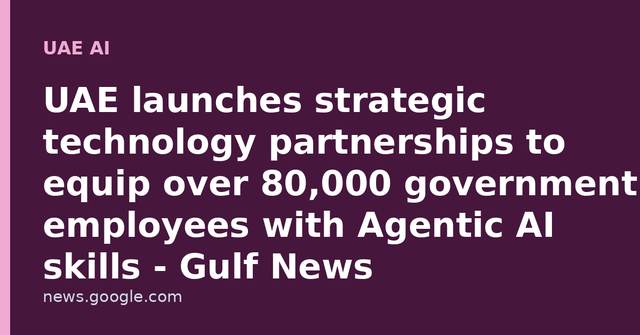 UAE AI
UAE launches strategic
technology partnerships to
equip over 80,000 government
employees with Agentic AI
skills - Gulf News
news.google.com